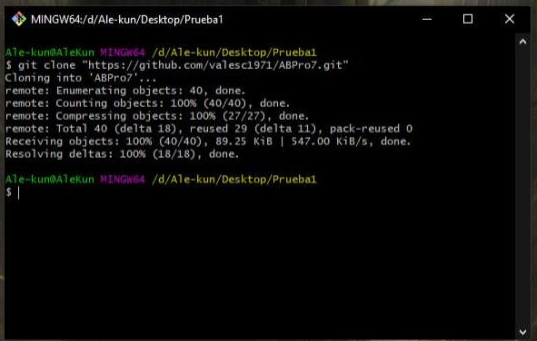 MINGW64:/d/Ale-kun/Desktop/Prueba1
Ale-kun@AleKun MINGW64 /d/Ale-kun/Desktop/Prueba1
$ git clone "https://github.com/valesc1971/ABPro7.git"
Cloning into 'ABPro7'...
remote: Enumerating objects: 40, done.
remote: Counting objects: 100% (40/40), done.
remote: Compressing objects: 100% (27/27), done.
remote: Total 40 (delta 18), reused 29 (delta 11), pack-reused 0
Receiving objects: 100% (40/40), 89.25 KiB | 547.00 KiB/s, done.
Resolving deltas: 100% (18/18), done.
Ale-kun@AleKun MINGW64 /d/Ale-kun/Desktop/Prueba1
$